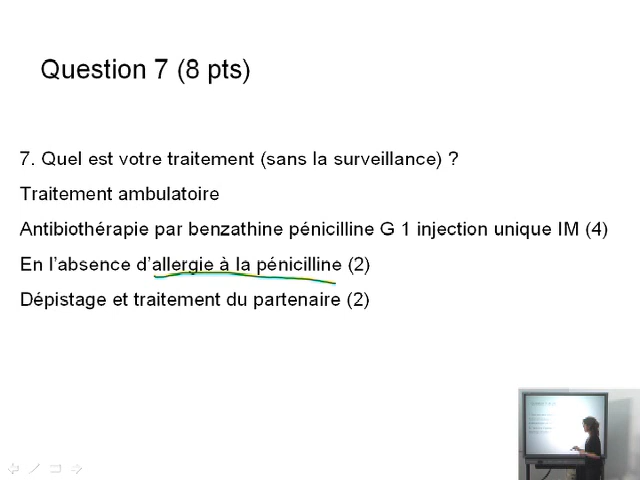 Question 7 (8 pts)
7. Quel est votre traitement (sans la surveillance) ?
Traitement ambulatoire
Antibiothérapie par benzathine pénicilline G 1 injection unique IM (4)
En l'absence d'allergie à la pénicilline (2)
Dépistage et traitement du partenaire (2)